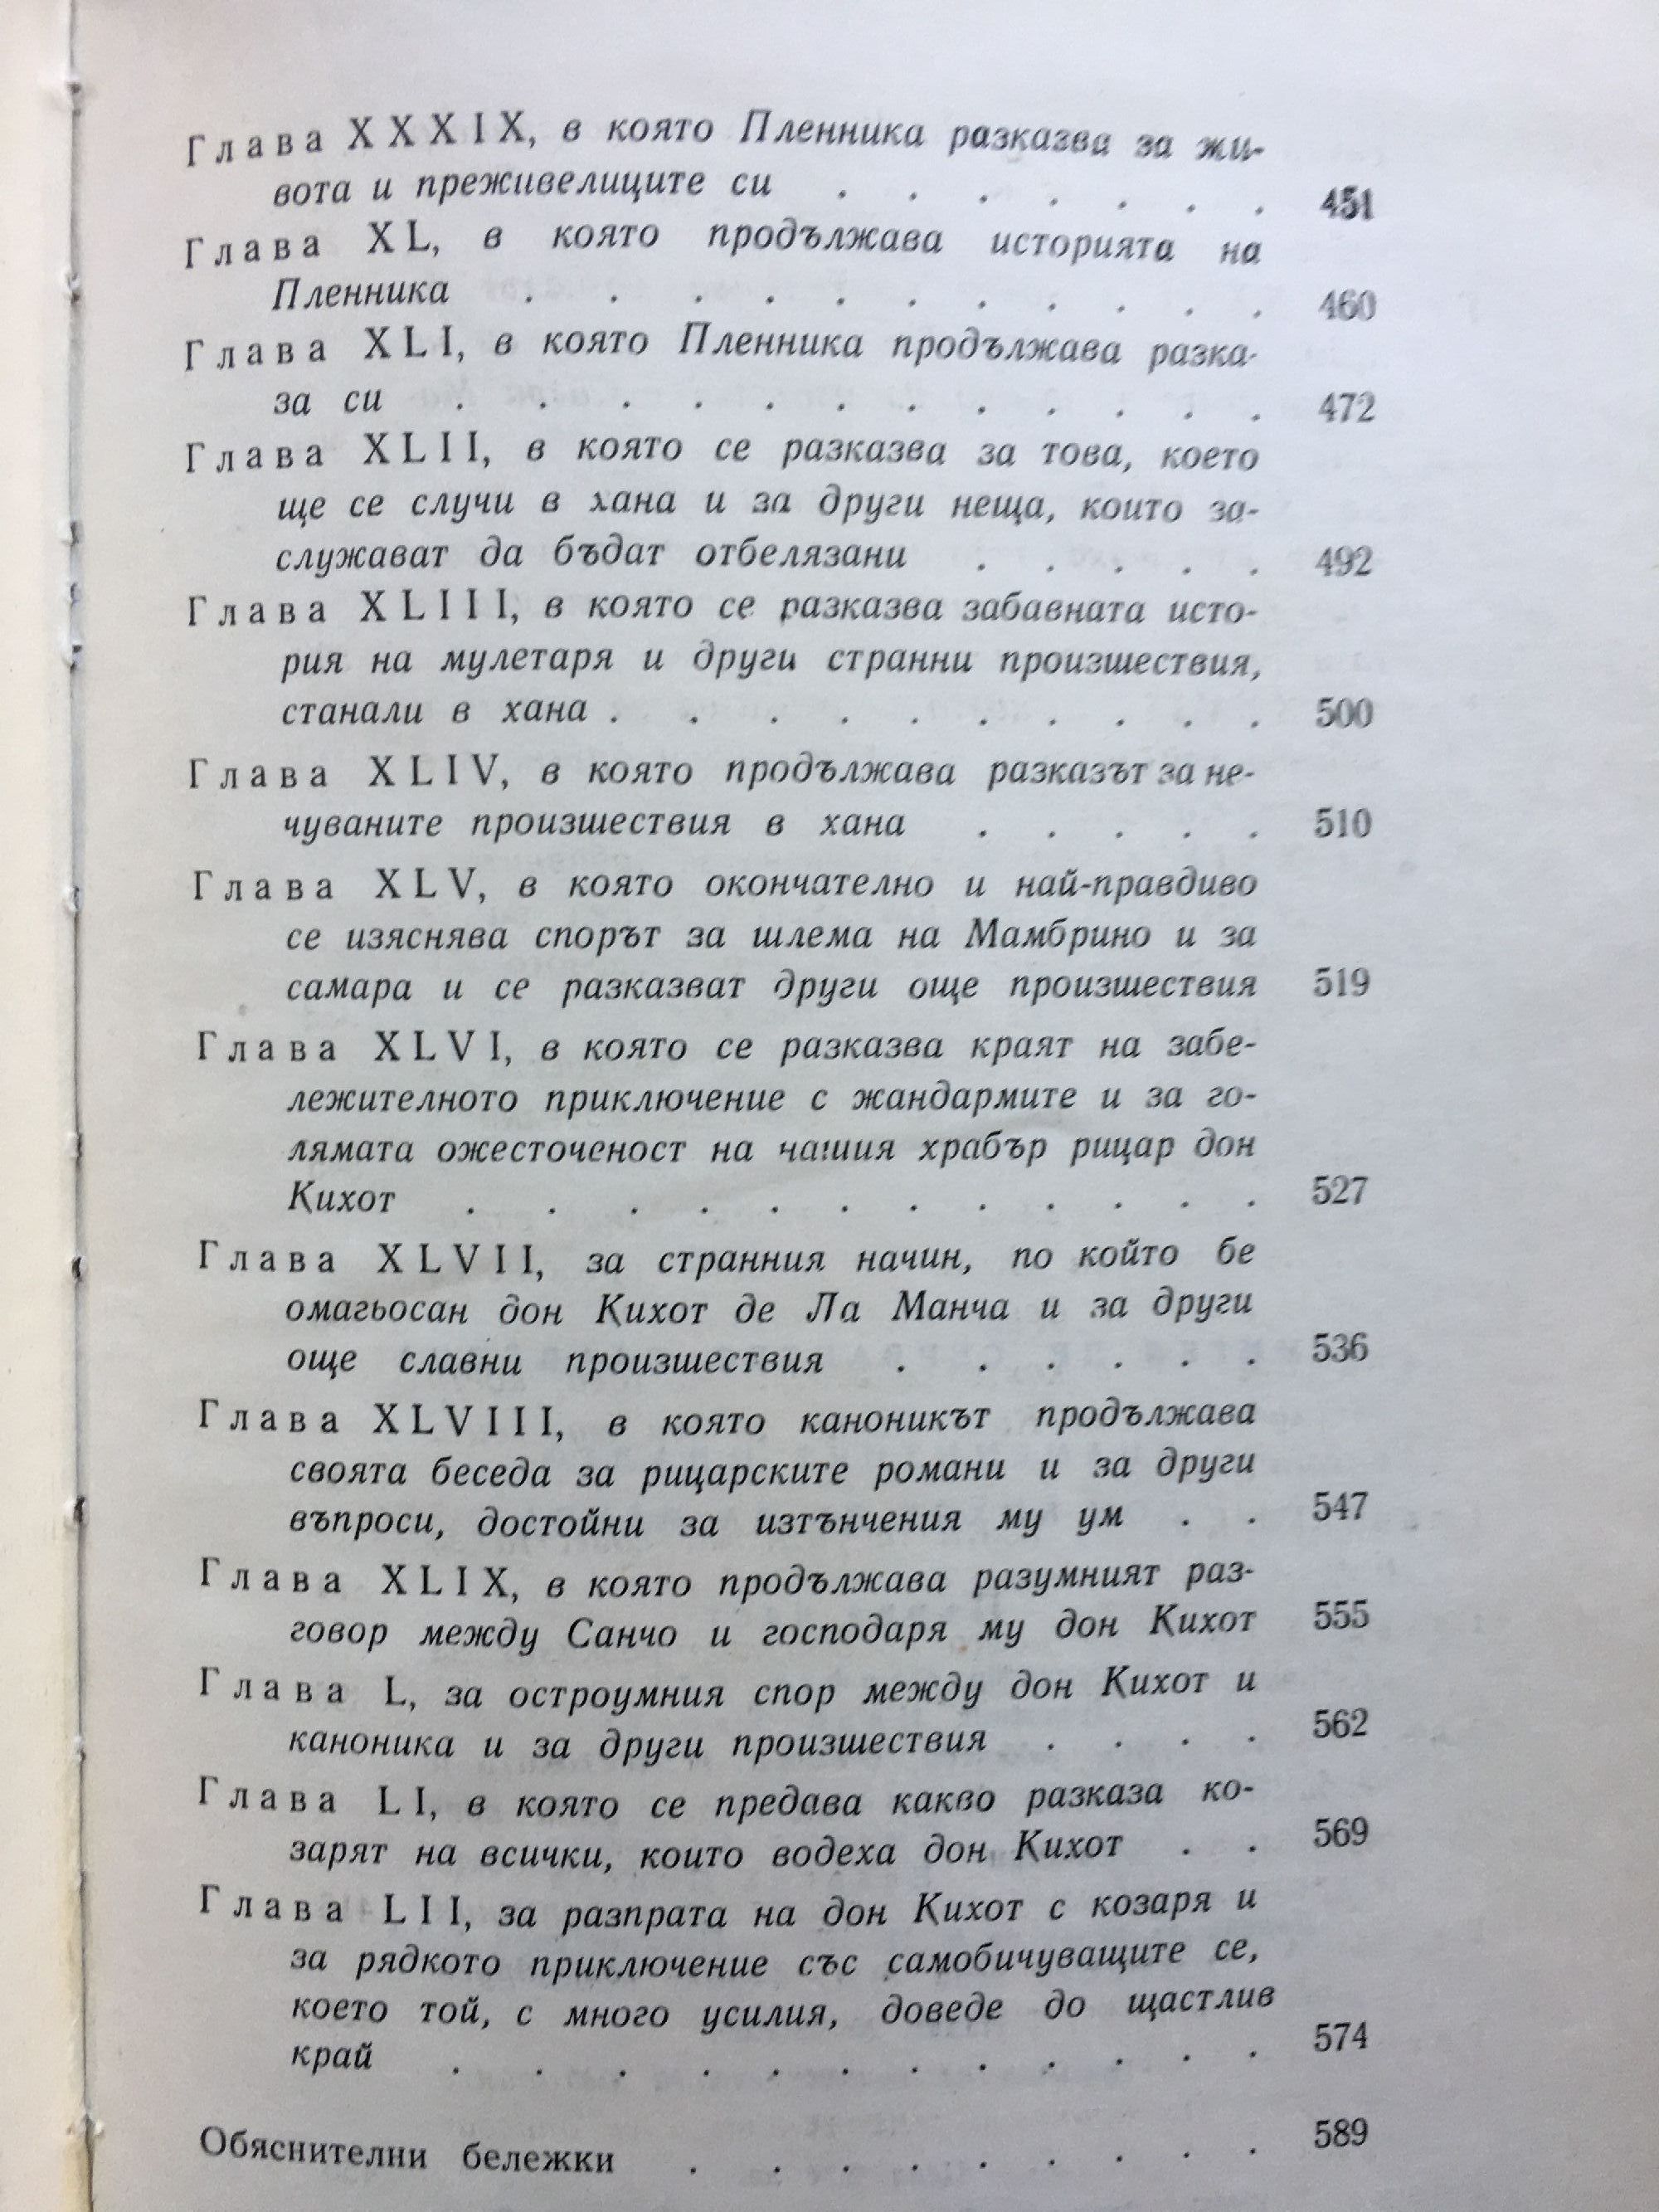 Глава XXXIX, в която Пленника разказва за жи-
вота и преживелиците си . . . . . . . 451
Глава XL, в която продължава историята на
Пленника . . . . . . . . . . 460
Глава XLI, в която Пленника продължава разка-
за си . . . . . . . . . . . 472
Глава XLII, в която се разказва за това, което
ще се случи в хана и за други неща, които за-
служават да бъдат отбелязани . . . . . 492
Глава XLIII, в която се разказва забавната исто-
рия на мулетаря и други странни произшествия,
станали в хана . . . . . . . . . . 500
Глава XLIV, в която продължава разказът за не-
чуваните произшествия в хана . . . . . 510
Глава XLV, в която окончателно и най-правдиво
се изяснява спорът за шлема на Мамбрино и за
самара и се разказват други още произшествия 519
Глава XLVI, в която се разказва краят на забе-
лежителното приключение с жандармите и за го-
лямата ожесточеност на нашия храбър рицар дон
Кихот . . . . . . . . . . . 527
Глава XLVII, за странния начин, по който бе
омагьосан дон Кихот де Ла Манча и за други
още славни произшествия . . . . . . 536
Глава XLVIII, в която каноникът продължава
своята беседа за рицарските романи и за други
въпроси, достойни за изтънчения му ум . . 547
Глава XLIX, в която продължава разумният раз-
говор между Санчо и господаря му дон Кихот 555
Глава L, за остроумния спор между дон Кихот и
каноника и за други произшествия . . . . 562
Глава LI, в която се предава какво разказа ко-
зарят на всички, които водеха дон Кихот . . 569
Глава LII, за разпрата на дон Кихот с козаря и
за рядкото приключение със самобичуващите се,
което той, с много усилия, доведе до щастлив
край . . . . . . . . . . . 574
Обяснителни бележки . . . . . . . . . 589